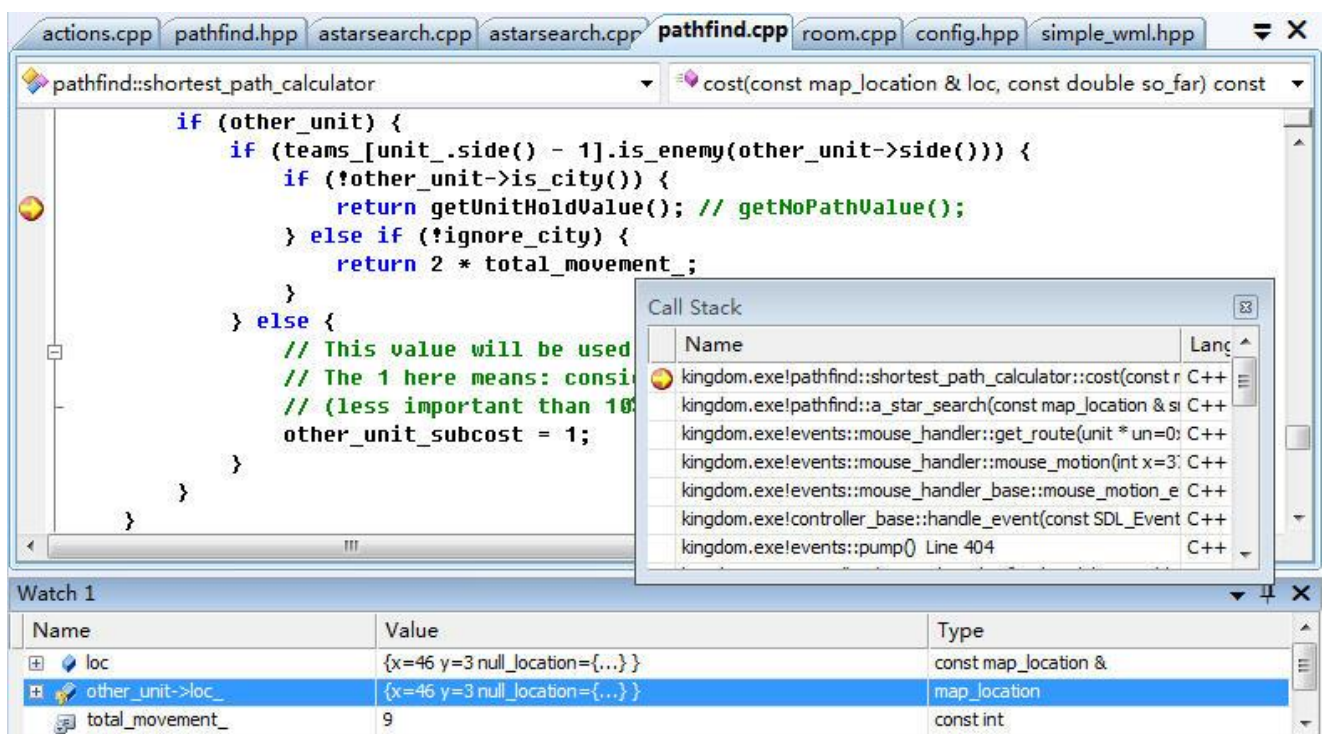 actions.cpp pathfind.hpp astarsearch.cpp astarsearch.cpp pathfind.cpp room.cpp config.hpp simple_wml.hpp
pathfind::shortest_path_calculator cost(const map_location & loc, const double so_far) const
if (other_unit) {
if (teams_[unit_.side() - 1].is_enemy(other_unit->side())) {
if (!other_unit->is_city()) {
return getUnitHoldValue(); // getNoPathValue();
} else if (!ignore_city) {
return 2 * total_movement_;
}
} else {
// This value will be used
// The 1 here means: consi
// (less important than 10
other_unit_subcost = 1;
}
}
}
Call Stack
Name Lang
kingdom.exe!pathfind::shortest_path_calculator::cost(const r C++
kingdom.exe!pathfind::a_star_search(const map_location & sr C++
kingdom.exe!events::mouse_handler::get_route(unit * un=0x C++
kingdom.exe!events::mouse_handler::mouse_motion(int x=37 C++
kingdom.exe!events::mouse_handler_base::mouse_motion_e C++
kingdom.exe!controller_base::handle_event(const SDL_Event C++
kingdom.exe!events::pump() Line 404 C++
Watch 1
Name Value Type
loc {x=46 y=3 null_location={...} } const map_location &
other_unit->loc_ {x=46 y=3 null_location={...} } map_location
total_movement_ 9 const int